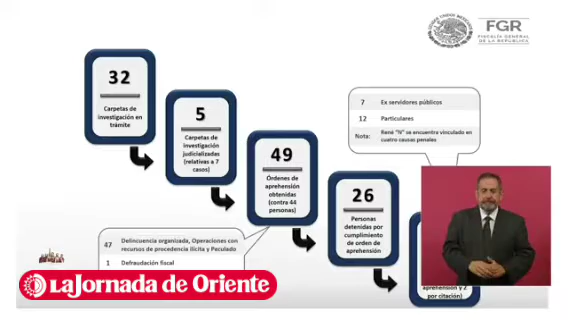 ESTADOS UNIDOS MEXICANOS
FGR
FISCALÍA GENERAL
DE LA REPÚBLICA
32
Carpetas de
investigación en
trámite
5
Carpetas de
investigación
judicializadas
(relativas a 7
casos)
49
Órdenes de
aprehensión
obtenidas
(contra 44
personas)
26
Personas
detenidas por
cumplimiento
de orden de
aprehensión
7 Ex servidores públicos
12 Particulares
Nota: René "N" se encuentra vinculado en
cuatro causas penales
47 Delincuencia organizada, Operaciones con
recursos de procedencia ilícita y Peculado
1 Defraudación fiscal
aprehensión y 2
por citación)
LaJornada de Oriente